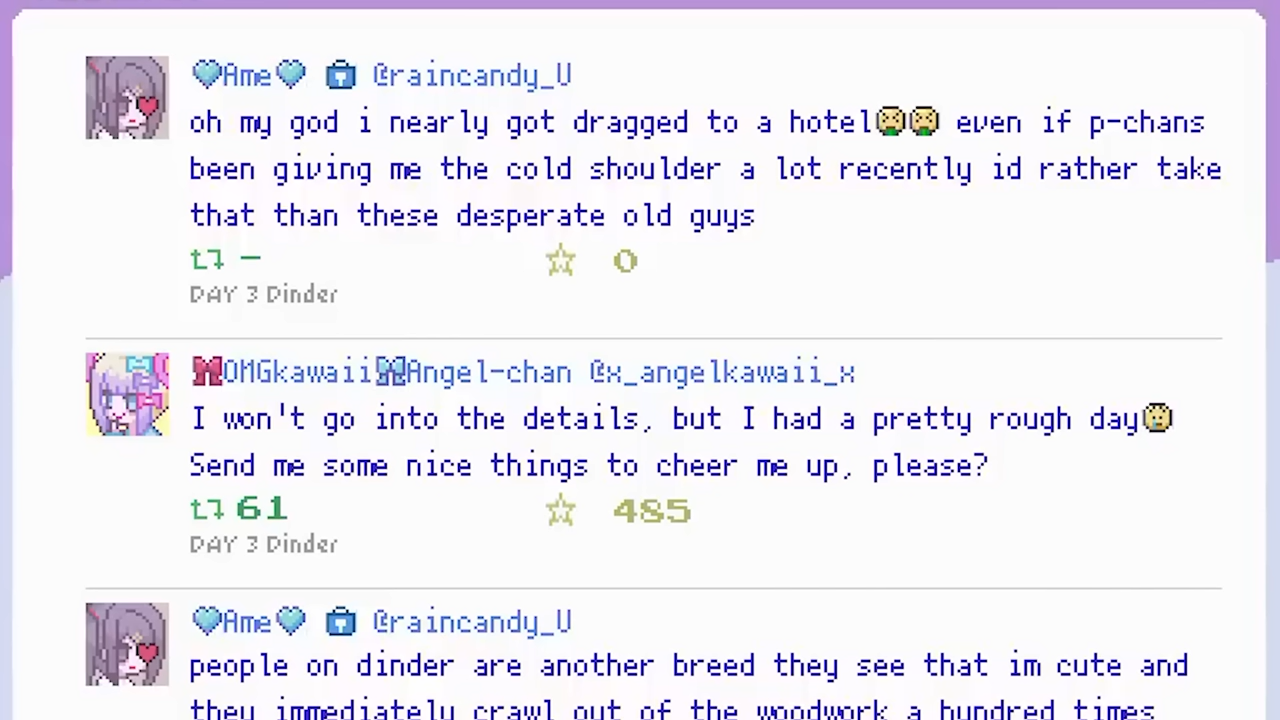 Ame @raincandy_U
oh my god i nearly got dragged to a hotel even if p-chans
been giving me the cold shoulder a lot recently id rather take
that than these desperate old guys
- 0
DAY 3 Dinder
OMGkawaii Angel-chan @x_angelkawaii_x
I won't go into the details, but I had a pretty rough day
Send me some nice things to cheer me up, please?
61 485
DAY 3 Dinder
Ame @raincandy_U
people on dinder are another breed they see that im cute and
they immediately crawl out of the woodwork a hundred times